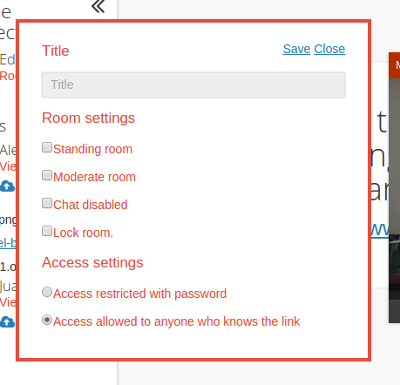 Title
Save Close
Title
Room settings
Standing room
Moderate room
Chat disabled
Lock room.
Access settings
Access restricted with password
Access allowed to anyone who knows the link